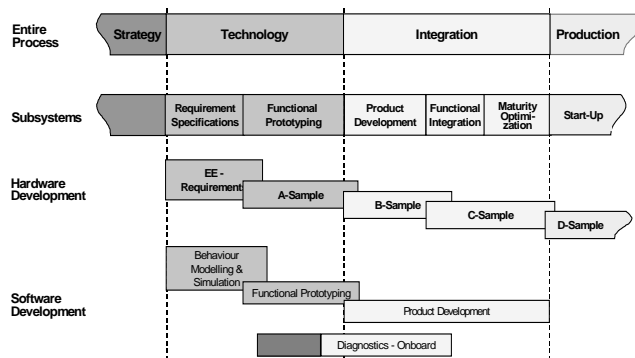 Entire
Process
Strategy
Technology
Integration
Production
Subsystems
Requirement
Specifications
Functional
Prototyping
Product
Development
Functional
Integration
Maturity
Optimi-
zation
Start-Up
Hardware
Development
EE -
Requirements
A-Sample
B-Sample
C-Sample
D-Sample
Software
Development
Behaviour
Modelling &
Simulation
Functional Prototyping
Product Development
Diagnostics - Onboard